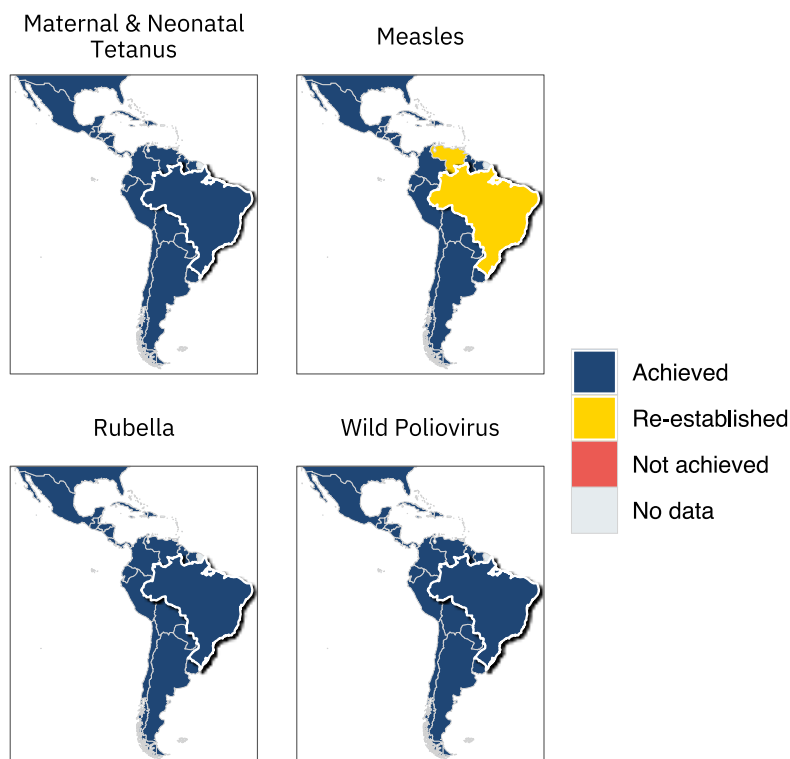 Maternal & Neonatal
Tetanus
Measles
Achieved
Re-established
Not achieved
No data
Rubella
Wild Poliovirus